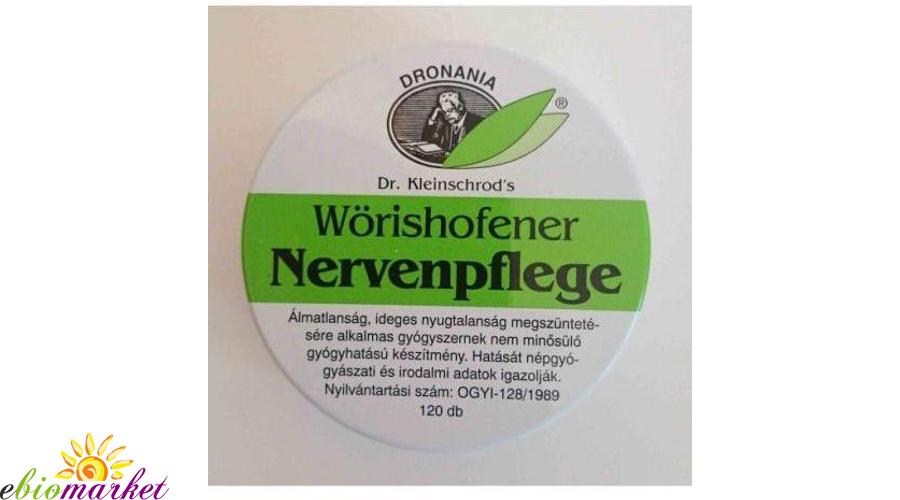 DRONANIA
®
Dr. Kleinschrod's
Wörishofener
Nervenpflege
Álmatlanság, ideges nyugtalanság megszünteté-
sére alkalmas gyógyszernek nem minősülő
gyógyhatású készítmény. Hatását népgyó-
gyászati és irodalmi adatok igazolják.
Nyilvántartási szám: OGYI-128/1989
120 db
ebiomarket